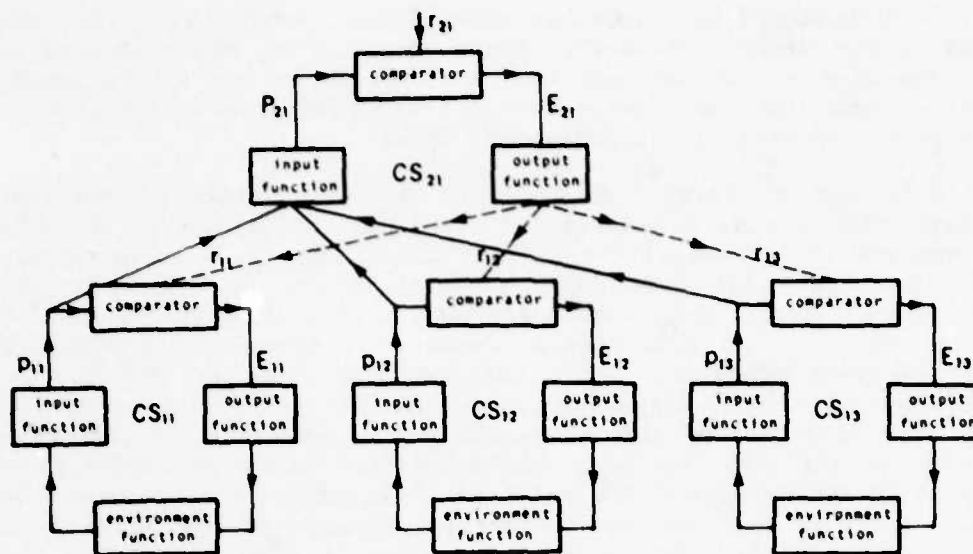 r₂₁
comparator
P₂₁
E₂₁
input
function
CS₂₁
output
function
r₁₁
r₁₂
r₁₃
comparator
comparator
comparator
p₁₁
E₁₁
p₁₂
E₁₂
p₁₃
E₁₃
input
function
CS₁₁
output
function
input
function
CS₁₂
output
function
input
function
CS₁₃
output
function
environment
function
environment
function
environment
function